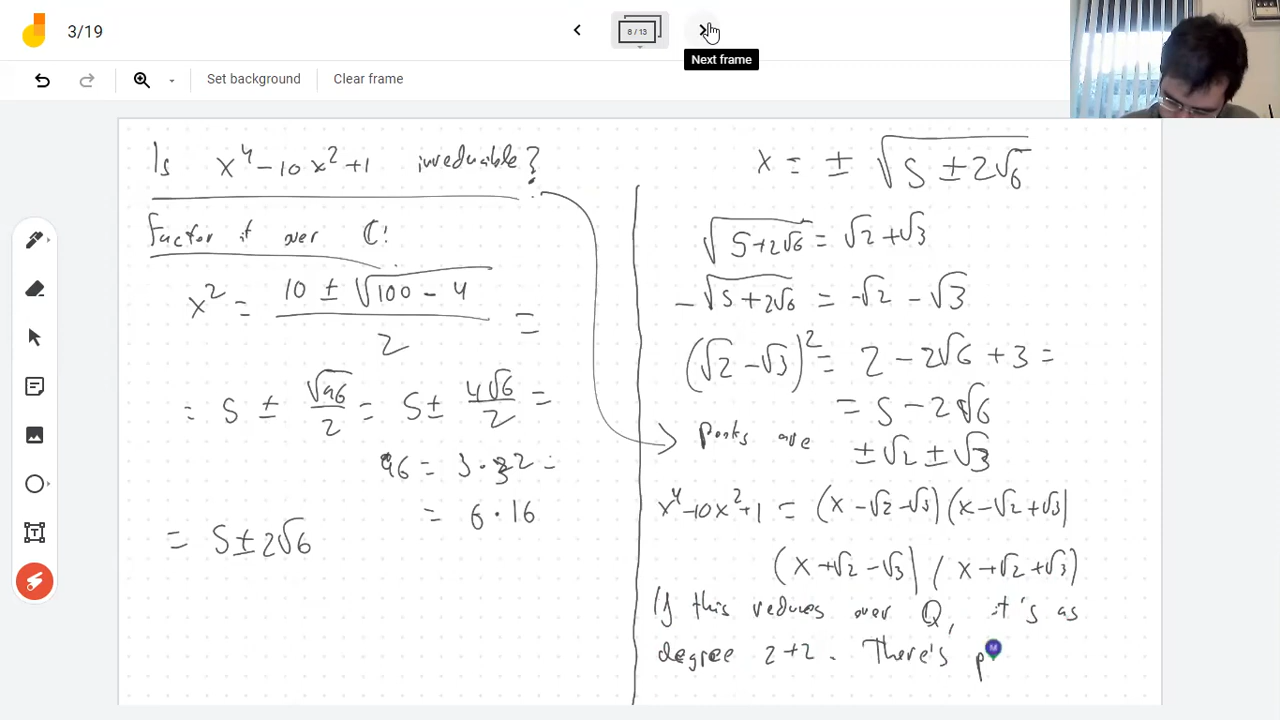 3/19
8 / 13
Next frame
Set background
Clear frame
Is x⁴-10x²+1 irreducible?
Factor it over ℂ:
x² = (10 ± √(100-4))/2 =
= 5 ± √96/2 = 5 ± 4√6/2 =
96 = 3·32 =
= 6·16
= 5±2√6
x = ± √(5 ± 2√6)
√(5+2√6) = √2+√3
-√(5+2√6) = -√2-√3
(√2-√3)² = 2-2√6+3 =
= 5-2√6
Roots are ±√2±√3
x⁴-10x²+1 = (x-√2-√3)(x-√2+√3)
(x+√2-√3)(x+√2+√3)
If this reduces over Q, it's as
degree 2+2. There's p
M